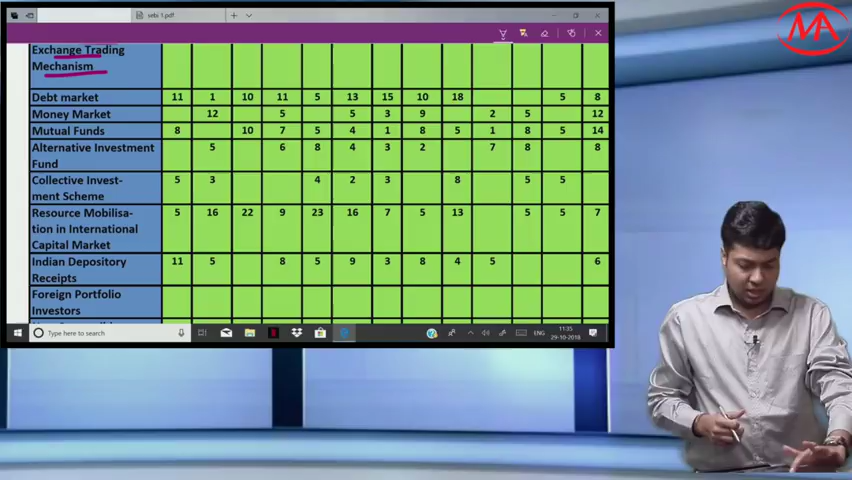 seto 1.pdf
MA
Exchange Trading
Mechanism
Debt market 11 1 10 11 5 13 15 10 18 5 8
Money Market 12 5 5 3 9 2 5 12
Mutual Funds 8 10 7 5 4 1 8 5 1 8 5 14
Alternative Investment 5 6 8 4 3 2 7 8 8
Fund
Collective Invest- 5 3 4 2 3 8 5 5
ment Scheme
Resource Mobilisa- 5 16 22 9 23 16 7 5 13 5 5 7
tion in International
Capital Market
Indian Depository 11 5 8 5 9 3 8 4 5 6
Receipts
Foreign Portfolio
Investors
Type here to search
ENG
11:35
29-10-2018